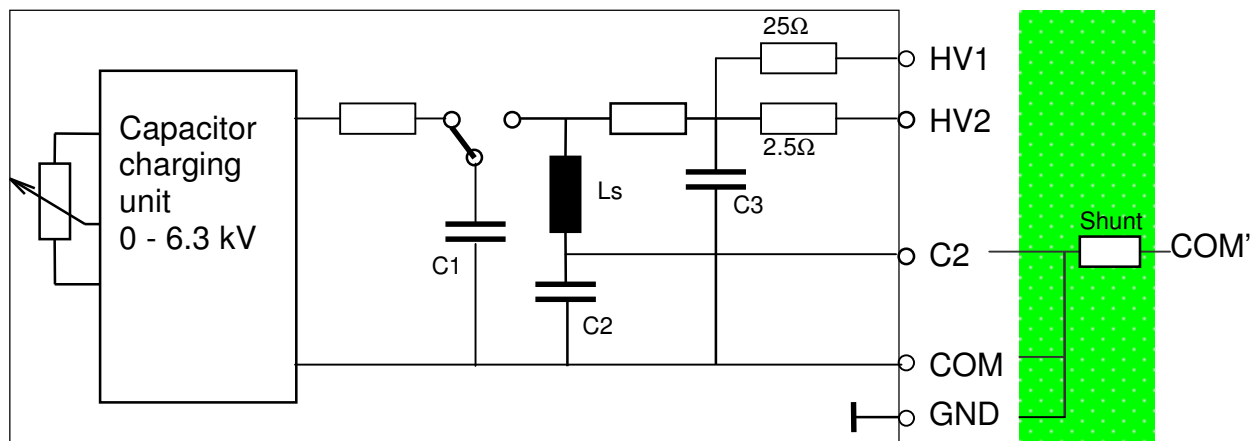 25Ω
HV1
Capacitor
charging
unit
0 - 6.3 kV
HV2
2.5Ω
Ls
C3
C1
C2
C2
Shunt
COM'
COM
GND